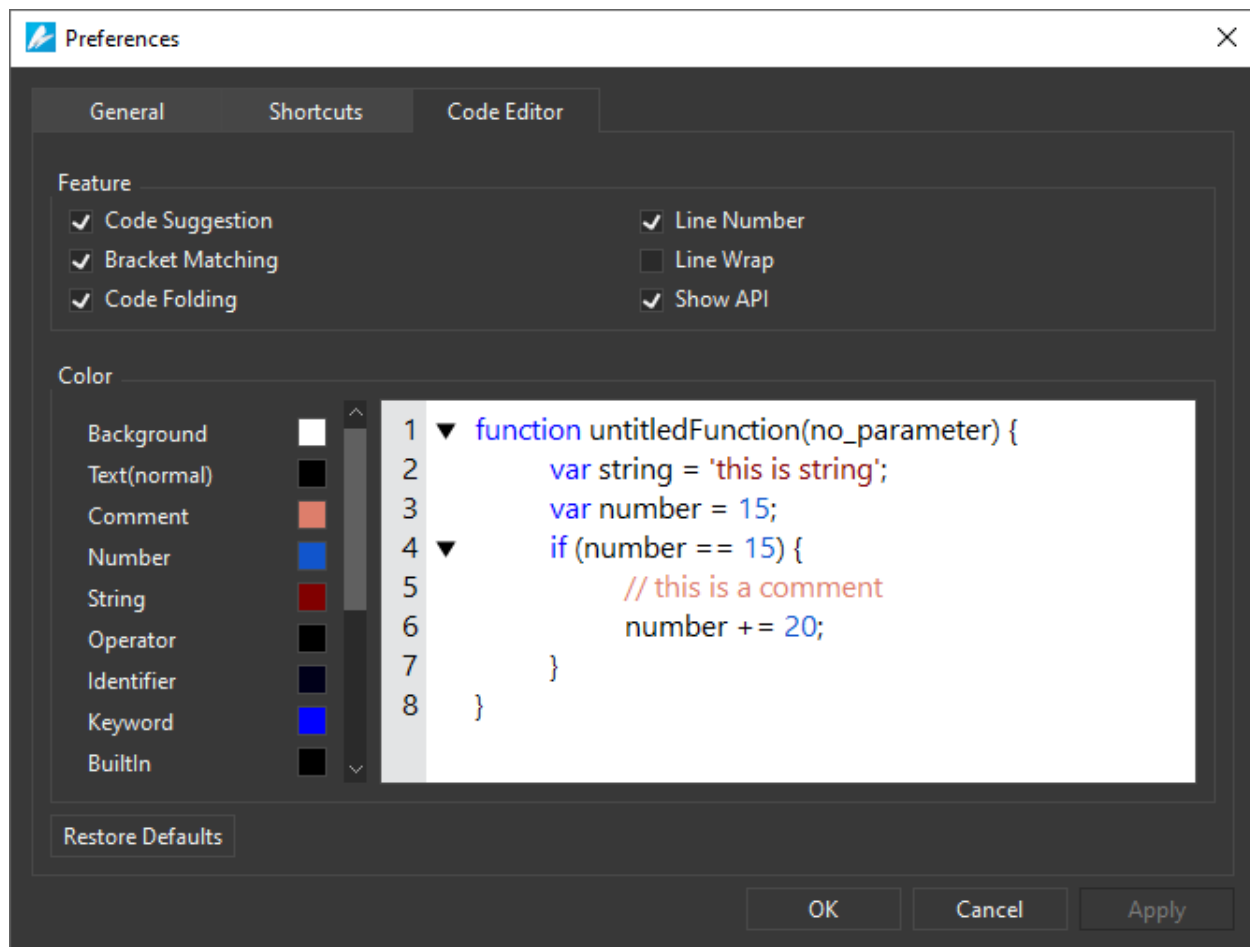 Preferences
General Shortcuts Code Editor
Feature
Code Suggestion Line Number
Bracket Matching Line Wrap
Code Folding Show API
Color
Background
Text(normal)
Comment
Number
String
Operator
Identifier
Keyword
BuiltIn
1 function untitledFunction(no_parameter) {
2 var string = 'this is string';
3 var number = 15;
4 if (number == 15) {
5 // this is a comment
6 number += 20;
7 }
8 }
Restore Defaults
OK Cancel Apply